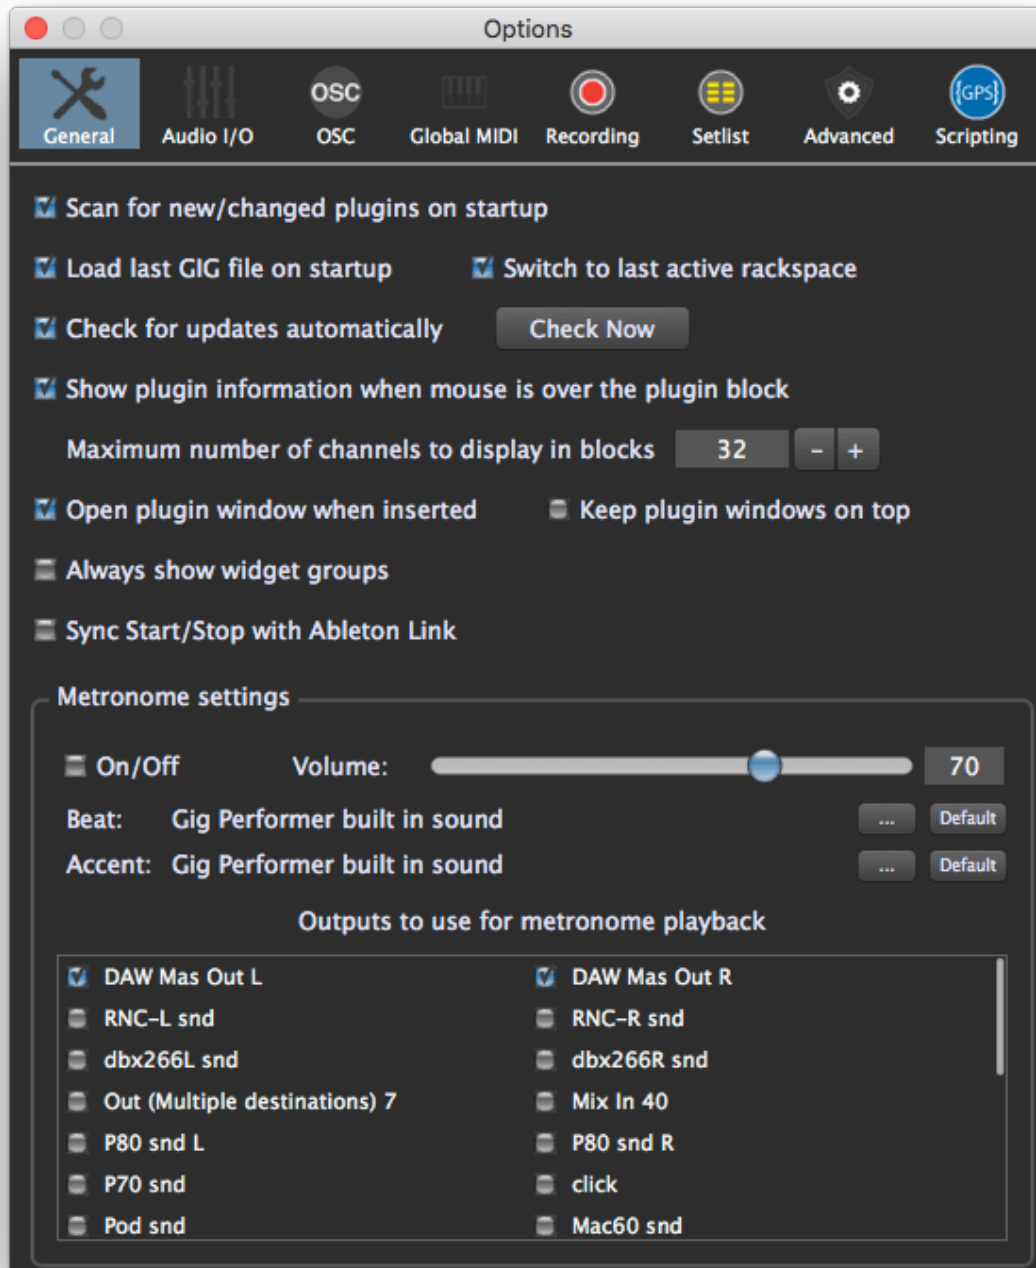 Options
OSC {GPS}
General Audio I/O OSC Global MIDI Recording Setlist Advanced Scripting
Scan for new/changed plugins on startup
Load last GIG file on startup Switch to last active rackspace
Check for updates automatically Check Now
Show plugin information when mouse is over the plugin block
Maximum number of channels to display in blocks 32 - +
Open plugin window when inserted Keep plugin windows on top
Always show widget groups
Sync Start/Stop with Ableton Link
Metronome settings
On/Off Volume: 70
Beat: Gig Performer built in sound ... Default
Accent: Gig Performer built in sound ... Default
Outputs to use for metronome playback
DAW Mas Out L DAW Mas Out R
RNC-L snd RNC-R snd
dbx266L snd dbx266R snd
Out (Multiple destinations) 7 Mix In 40
P80 snd L P80 snd R
P70 snd click
Pod snd Mac60 snd